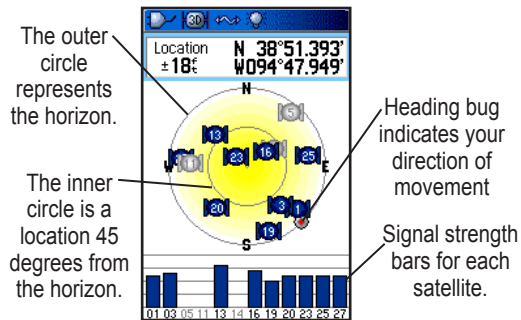 The outer
circle
represents
the horizon.
The inner
circle is a
location 45
degrees from
the horizon.
3D
Location
±18ft
N 38°51.393'
W094°47.949'
N
5
13
16
23
25
W
E
20
3
1
19
S
01 03 05 11 13 14 16 19 20 23 25 27
Heading bug
indicates your
direction of
movement
Signal strength
bars for each
satellite.